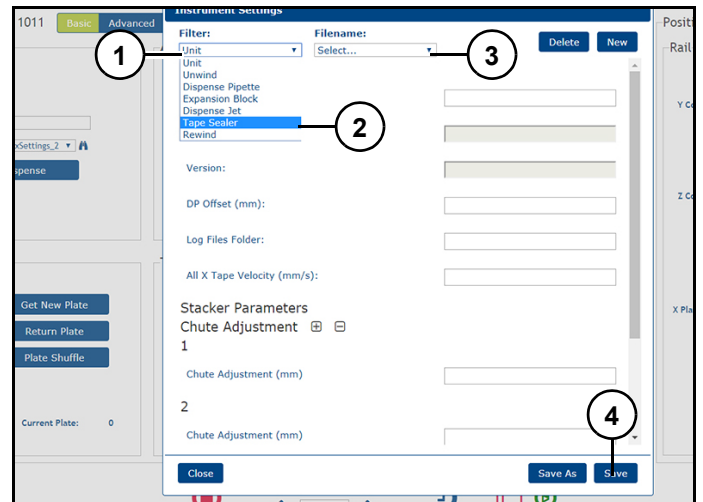 Instrument Settings
1011 Basic Advanced
Positi
Filter: Filename:
Rail
1
Unit Select...
3
Delete New
Unit
Unwind
Dispense Pipette
Expansion Block
Dispense Jet
Tape Sealer
2
Rewind
Y Co
xSettings_2
spense
Version:
DP Offset (mm):
Z Co
Log Files Folder:
All X Tape Velocity (mm/s):
Get New Plate
Stacker Parameters
X Pla
Return Plate
Chute Adjustment
1
Plate Shuffle
Chute Adjustment (mm)
2
4
Current Plate: 0
Chute Adjustment (mm)
Close Save As Save